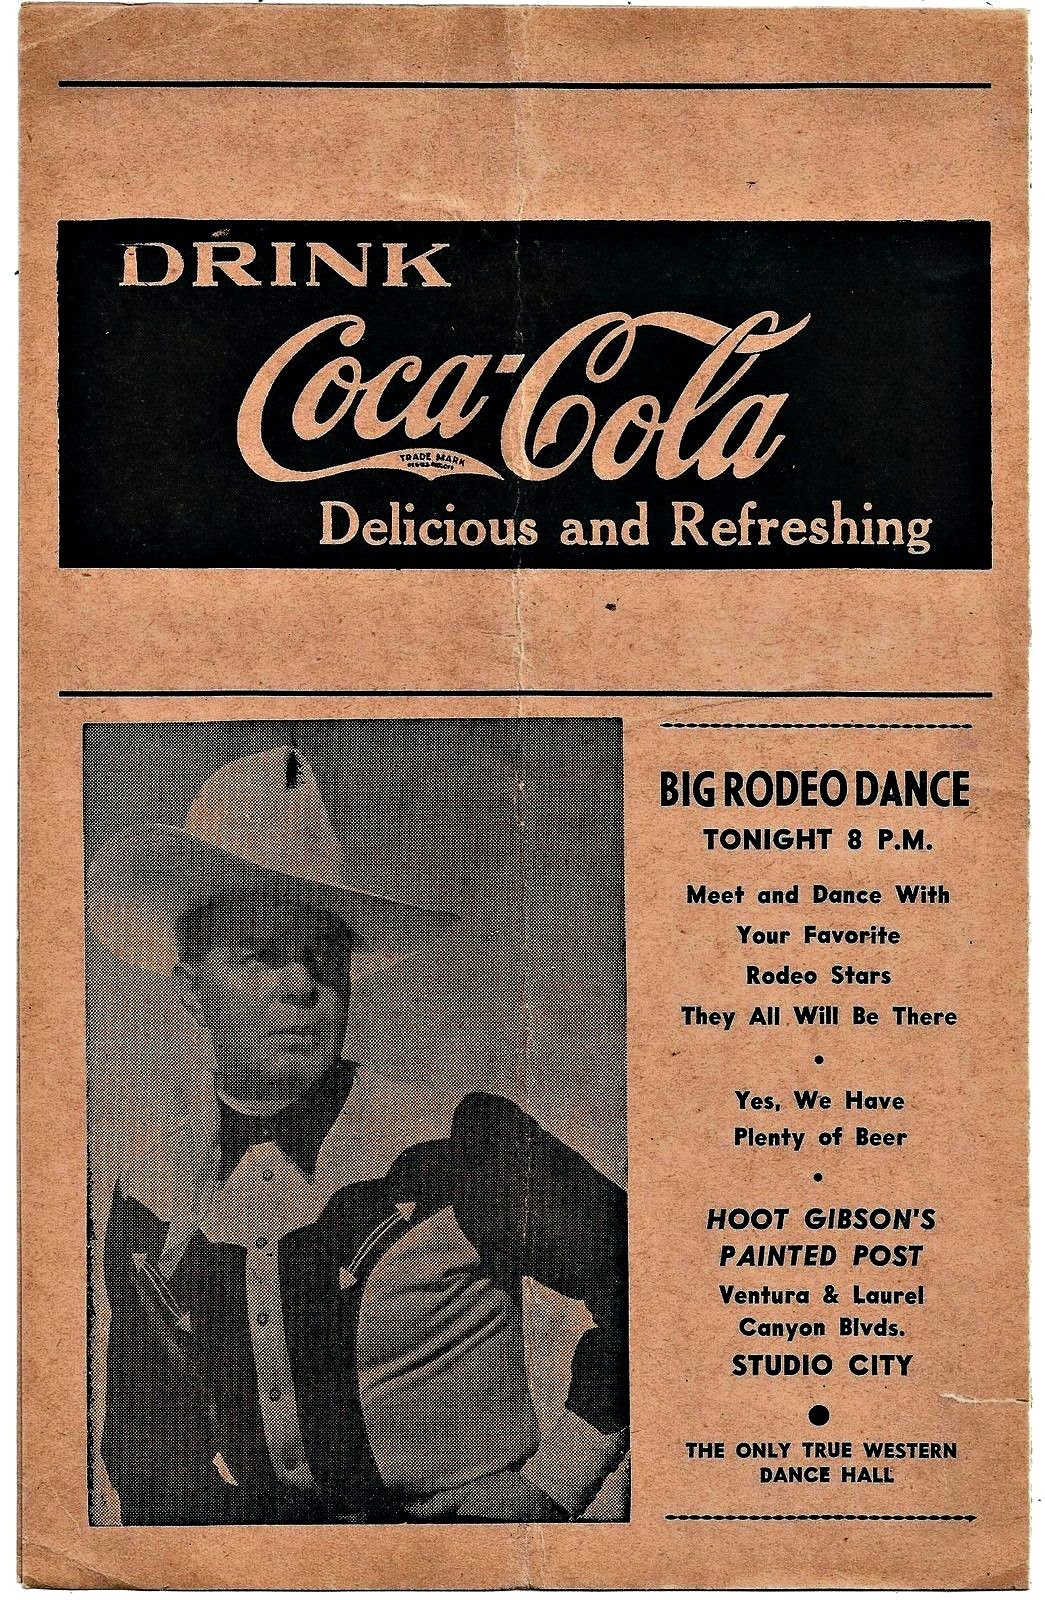 DRINK
Coca-Cola
TRADE MARK
Delicious and Refreshing
BIG RODEO DANCE
TONIGHT 8 P.M.
Meet and Dance With
Your Favorite
Rodeo Stars
They All Will Be There
Yes, We Have
Plenty of Beer
HOOT GIBSON'S
PAINTED POST
Ventura & Laurel
Canyon Blvds.
STUDIO CITY
THE ONLY TRUE WESTERN
DANCE HALL